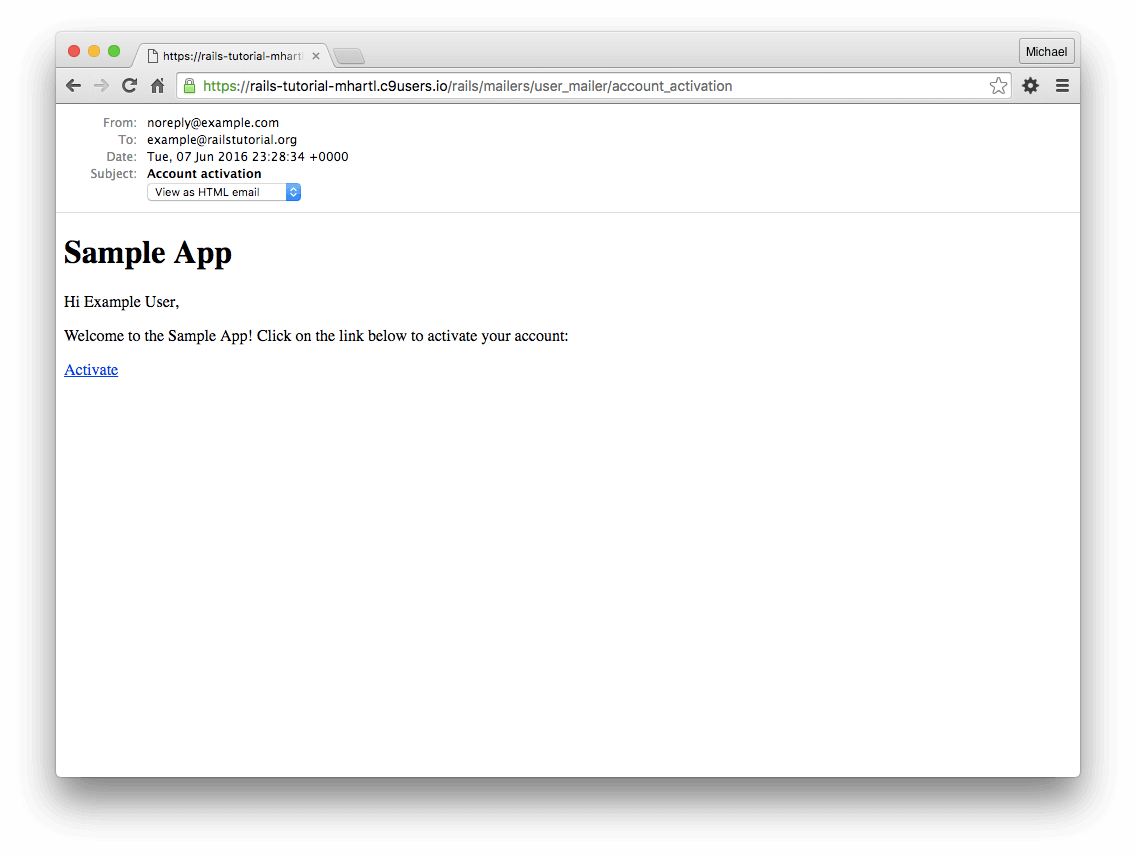 https://rails-tutorial-mhartl
Michael
https://rails-tutorial-mhartl.c9users.io/rails/mailers/user_mailer/account_activation
From: noreply@example.com
To: example@railstutorial.org
Date: Tue, 07 Jun 2016 23:28:34 +0000
Subject: Account activation
View as HTML email
Sample App
Hi Example User,
Welcome to the Sample App! Click on the link below to activate your account:
Activate